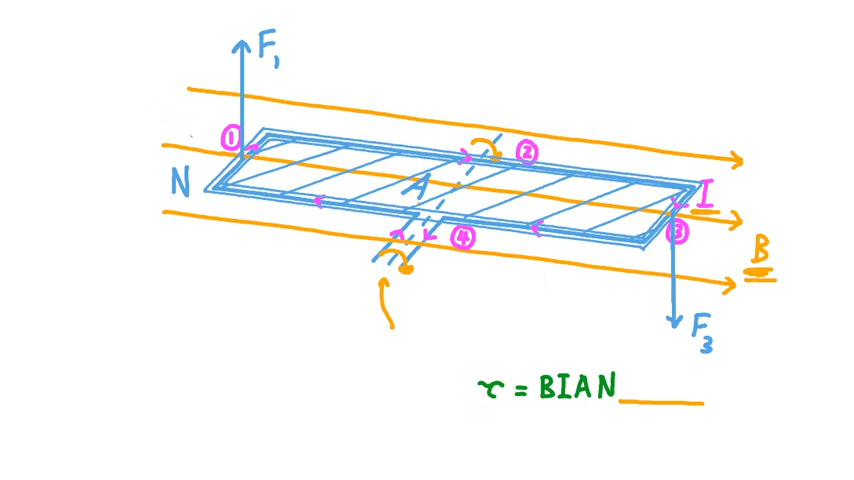 F₁
①
②
N
A
I
③
④
B
F₃
τ = BIAN